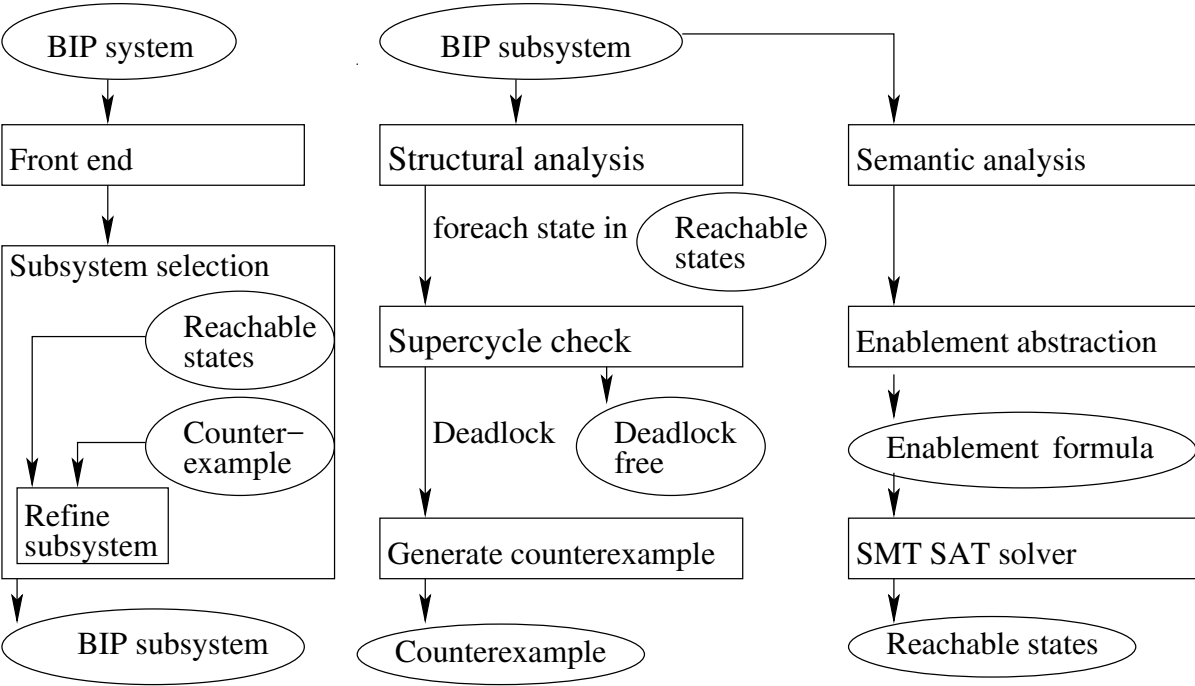 BIP system
Front end
Subsystem selection
Reachable
states
Counter−
example
Refine
subsystem
BIP subsystem
BIP subsystem
Structural analysis
foreach state in
Reachable
states
Supercycle check
Deadlock
Deadlock
free
Generate counterexample
Counterexample
Semantic analysis
Enablement abstraction
Enablement formula
SMT SAT solver
Reachable states